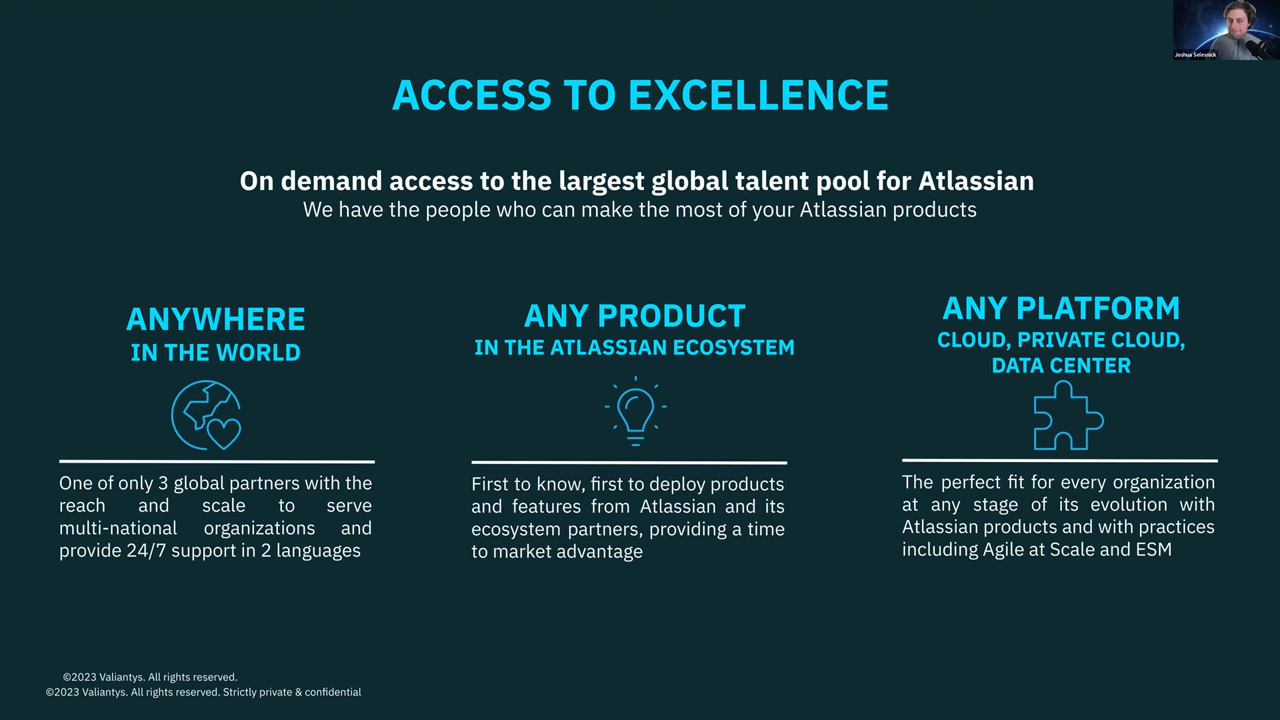 Joshua Selesnick
ACCESS TO EXCELLENCE
On demand access to the largest global talent pool for Atlassian
We have the people who can make the most of your Atlassian products
ANYWHERE
IN THE WORLD
One of only 3 global partners with the
reach and scale to serve
multi-national organizations and
provide 24/7 support in 2 languages
ANY PRODUCT
IN THE ATLASSIAN ECOSYSTEM
First to know, first to deploy products
and features from Atlassian and its
ecosystem partners, providing a time
to market advantage
ANY PLATFORM
CLOUD, PRIVATE CLOUD,
DATA CENTER
The perfect fit for every organization
at any stage of its evolution with
Atlassian products and with practices
including Agile at Scale and ESM
©2023 Valiantys. All rights reserved.
©2023 Valiantys. All rights reserved. Strictly private & confidential